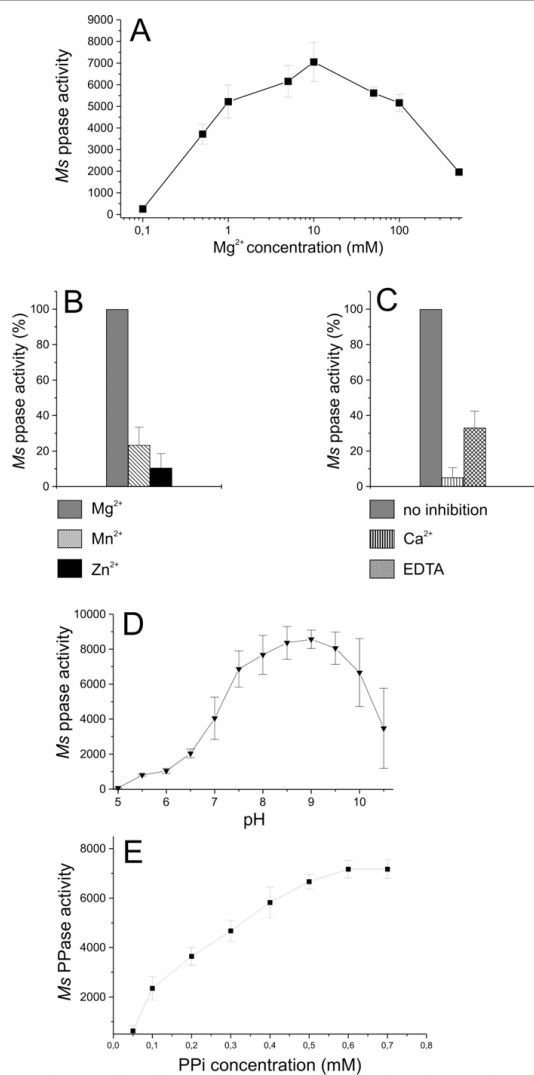 A
Ms ppase activity
9000
8000
7000
6000
5000
4000
3000
2000
1000
0
0,1 1 10 100
Mg²⁺ concentration (mM)
B
Ms ppase activity (%)
100
80
60
40
20
0
Mg²⁺
Mn²⁺
Zn²⁺
C
Ms ppase activity (%)
100
80
60
40
20
0
no inhibition
Ca²⁺
EDTA
D
Ms ppase activity
10000
8000
6000
4000
2000
0
5 6 7 8 9 10
pH
E
Ms PPase activity
8000
6000
4000
2000
0,0 0,1 0,2 0,3 0,4 0,5 0,6 0,7 0,8
PPi concentration (mM)